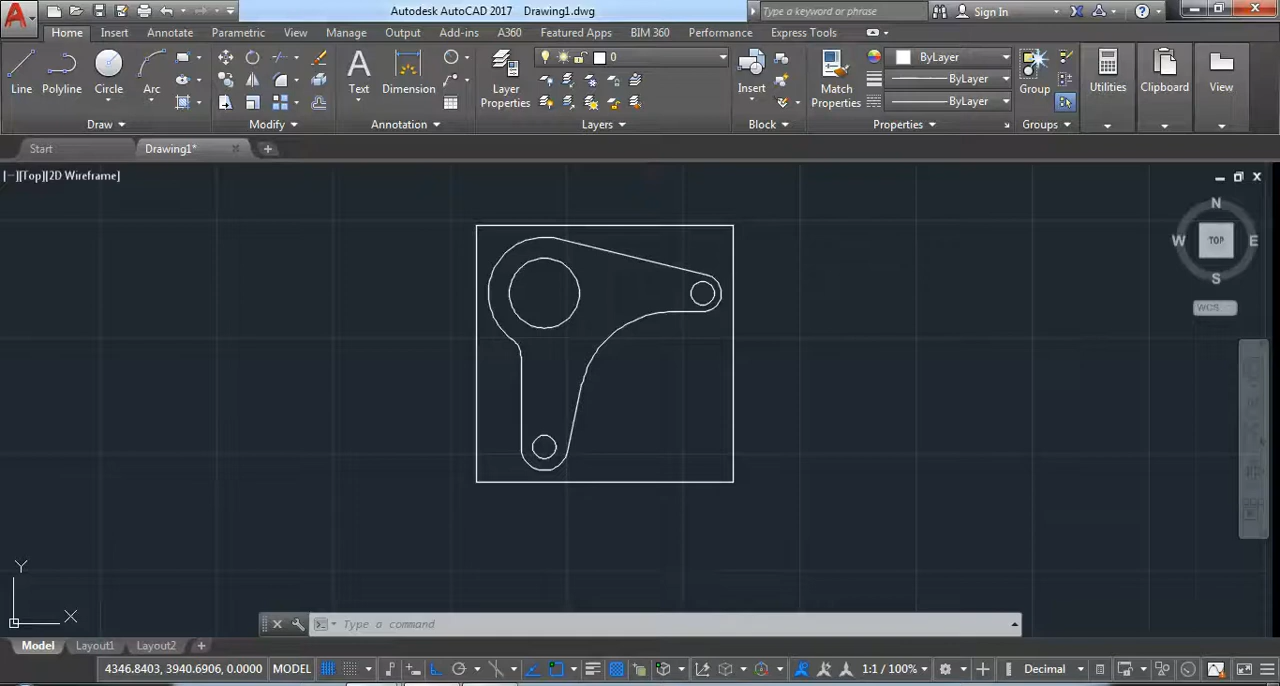 Autodesk AutoCAD 2017 Drawing1.dwg
Type a keyword or phrase
Sign In
Home Insert Annotate Parametric View Manage Output Add-ins A360 Featured Apps BIM 360 Performance Express Tools
Line Polyline Circle Arc
Text Dimension
Layer Properties
0
Insert
Match Properties
ByLayer
ByLayer
ByLayer
Group
Utilities
Clipboard
View
Draw Modify Annotation Layers Block Properties Groups
Start Drawing1*
[−][Top][2D Wireframe]
N
W TOP E
S
WCS
Y
X
Type a command
Model Layout1 Layout2
4346.8403, 3940.6906, 0.0000 MODEL 1:1 / 100% Decimal